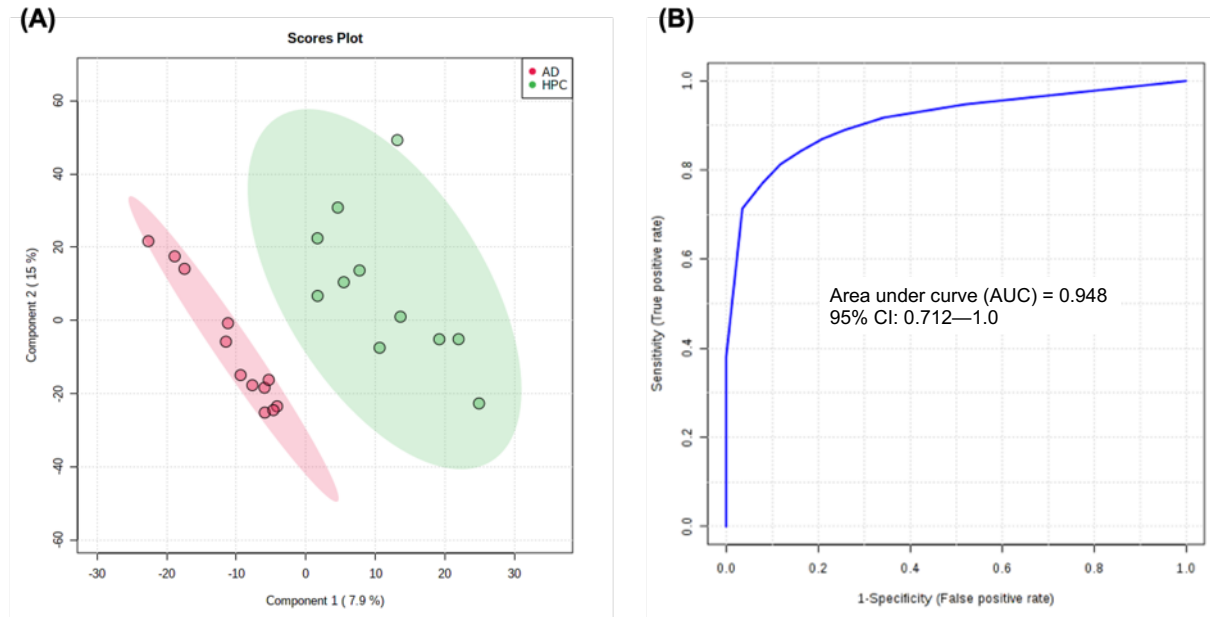 (A)
Scores Plot
AD
HPC
Component 2 ( 15 %)
60
40
20
0
-20
-40
-60
-30
-20
-10
0
10
20
30
Component 1 ( 7.9 %)
(B)
Sensitivity (True positive rate)
1.0
0.8
0.6
0.4
0.2
0.0
Area under curve (AUC) = 0.948
95% CI: 0.712—1.0
0.0
0.2
0.4
0.6
0.8
1.0
1-Specificity (False positive rate)